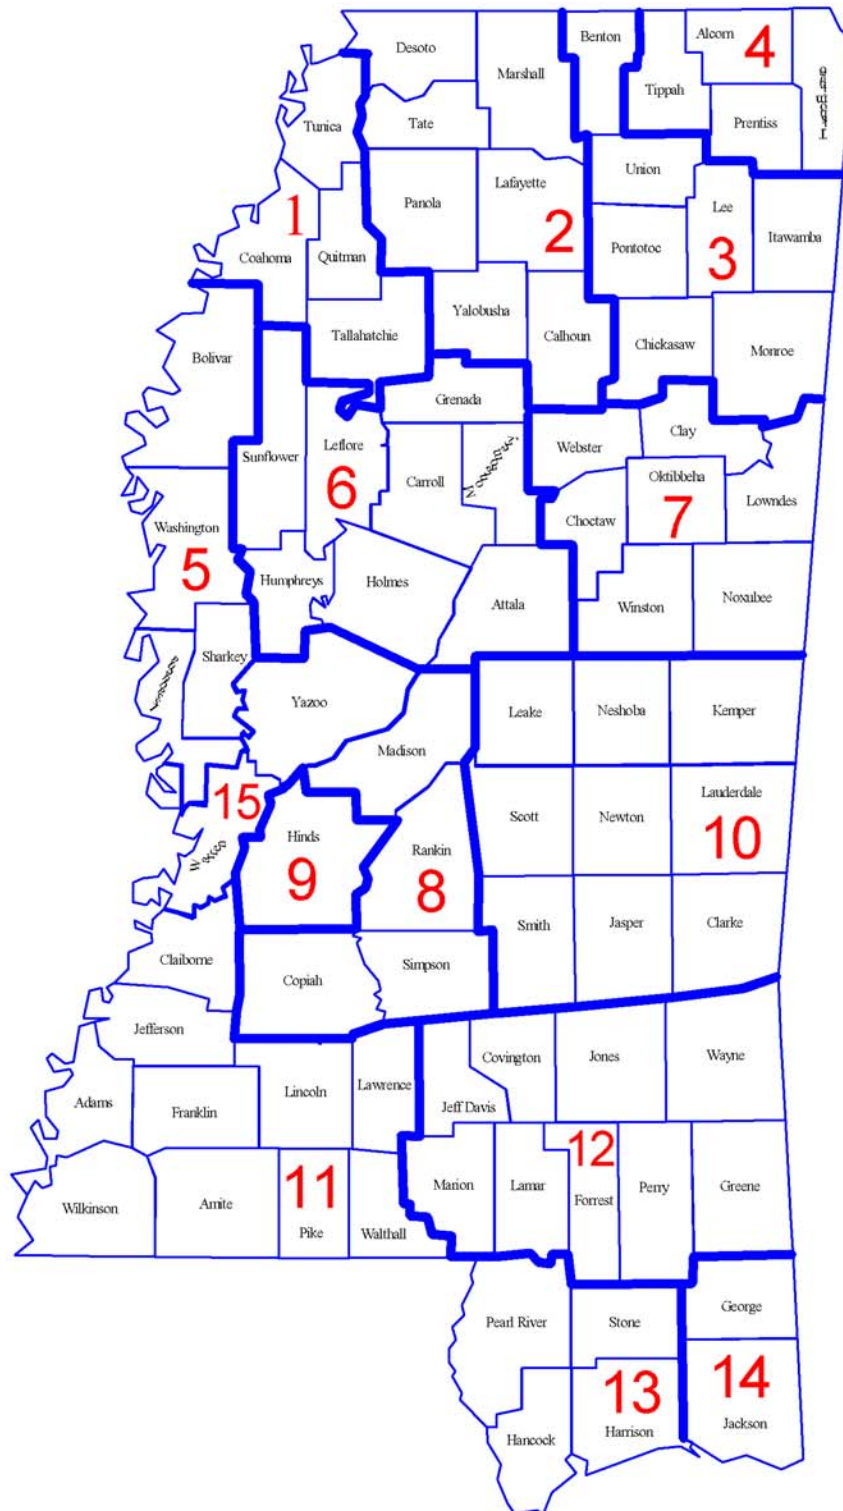 Desoto
Benton
Alcorn
4
Marshall
Tippah
Tishomingo
Tunica
Tate
Prentiss
Lafayette
Union
Panola
Lee
1
Pontotoc
2
Itawamba
3
Coahoma
Quitman
Yalobusha
Tallahatchie
Calhoun
Chickasaw
Monroe
Bolivar
Grenada
Clay
Sunflower
Leflore
Webster
Montgomery
Carroll
Oktibbeha
6
7
Lowndes
Washington
Choctaw
5
Humphreys
Holmes
Attala
Winston
Noxubee
Sharkey
Issaquena
Yazoo
Leake
Neshoba
Kemper
Madison
15
Lauderdale
Scott
Newton
Hinds
10
Rankin
Warren
9
8
Smith
Jasper
Clarke
Claiborne
Copiah
Simpson
Jefferson
Covington
Jones
Wayne
Lincoln
Lawrence
Adams
Franklin
Jeff Davis
12
11
Marion
Lamar
Forrest
Perry
Greene
Wilkinson
Amite
Pike
Walthall
George
Pearl River
Stone
13
14
Hancock
Harrison
Jackson